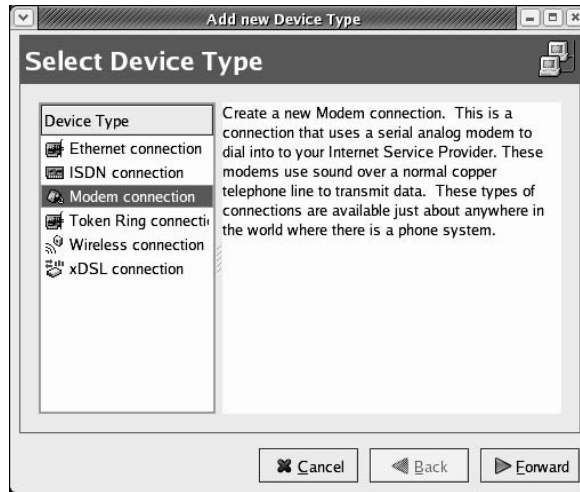 Add new Device Type
Select Device Type
Device Type
Ethernet connection
ISDN connection
Modem connection
Token Ring connecti
Wireless connection
xDSL connection
Create a new Modem connection. This is a
connection that uses a serial analog modem to
dial into to your Internet Service Provider. These
modems use sound over a normal copper
telephone line to transmit data. These types of
connections are available just about anywhere in
the world where there is a phone system.
Cancel
Back
Forward